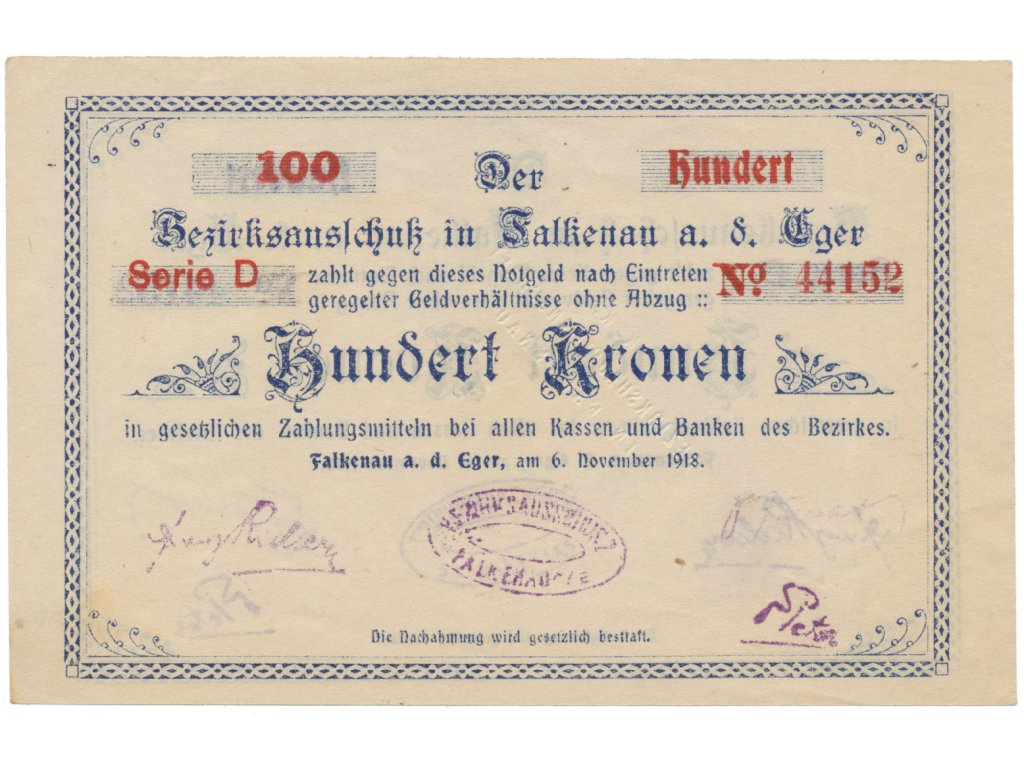 100 Der Hundert
Bezirksausschuß in Falkenau a. d. Eger
Serie D
zahlt gegen dieses Notgeld nach Eintreten
geregelter Geldverhältnisse ohne Abzug ::
No. 44152
Hundert Kronen
in gesetzlichen Zahlungsmitteln bei allen Kassen und Banken des Bezirkes.
Falkenau a. d. Eger, am 6. November 1918.
BEZIRKSAUSSCHUSS
FALKENAU
Die Nachahmung wird gesetzlich bestraft.